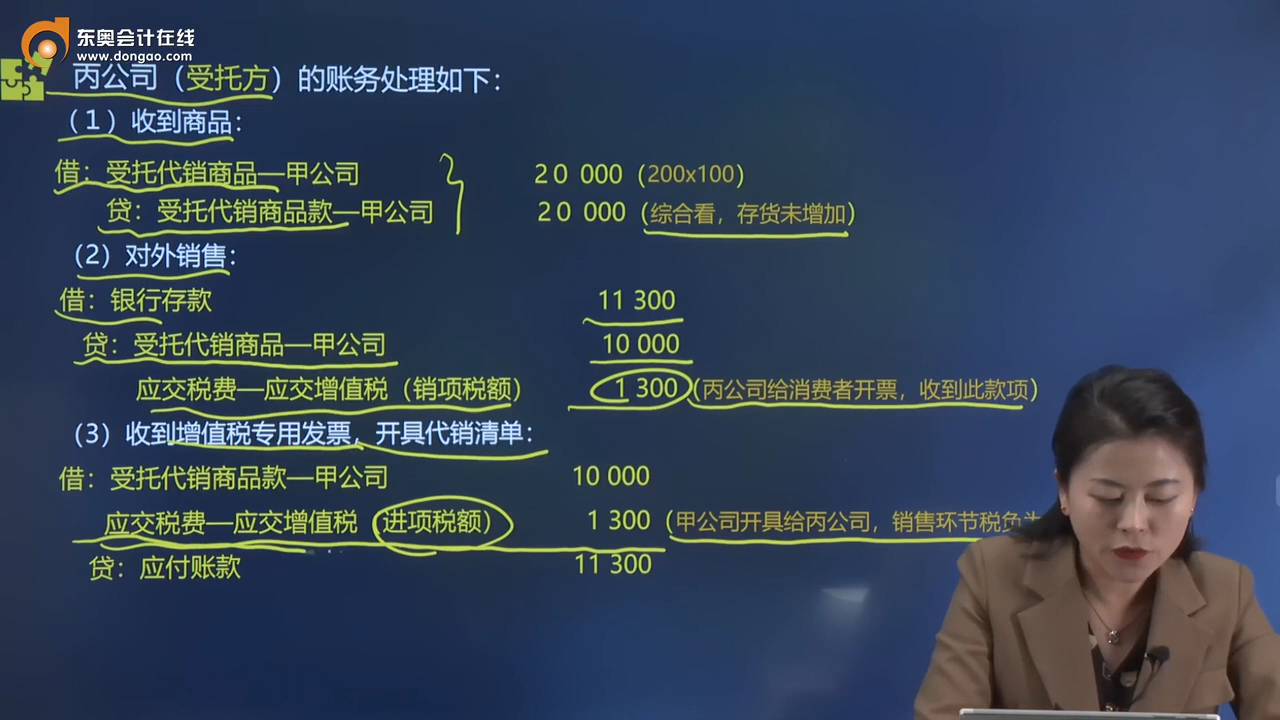 东奥会计在线
www.dongao.com
丙公司（受托方）的账务处理如下：
（1）收到商品：
借：受托代销商品—甲公司 20 000（200x100）
贷：受托代销商品款—甲公司 20 000（综合看，存货未增加）
（2）对外销售：
借：银行存款 11 300
贷：受托代销商品—甲公司 10 000
应交税费—应交增值税（销项税额） 1 300（丙公司给消费者开票，收到此款项）
（3）收到增值税专用发票，开具代销清单：
借：受托代销商品款—甲公司 10 000
应交税费—应交增值税（进项税额） 1 300（甲公司开具给丙公司，销售环节税负
贷：应付账款 11 300